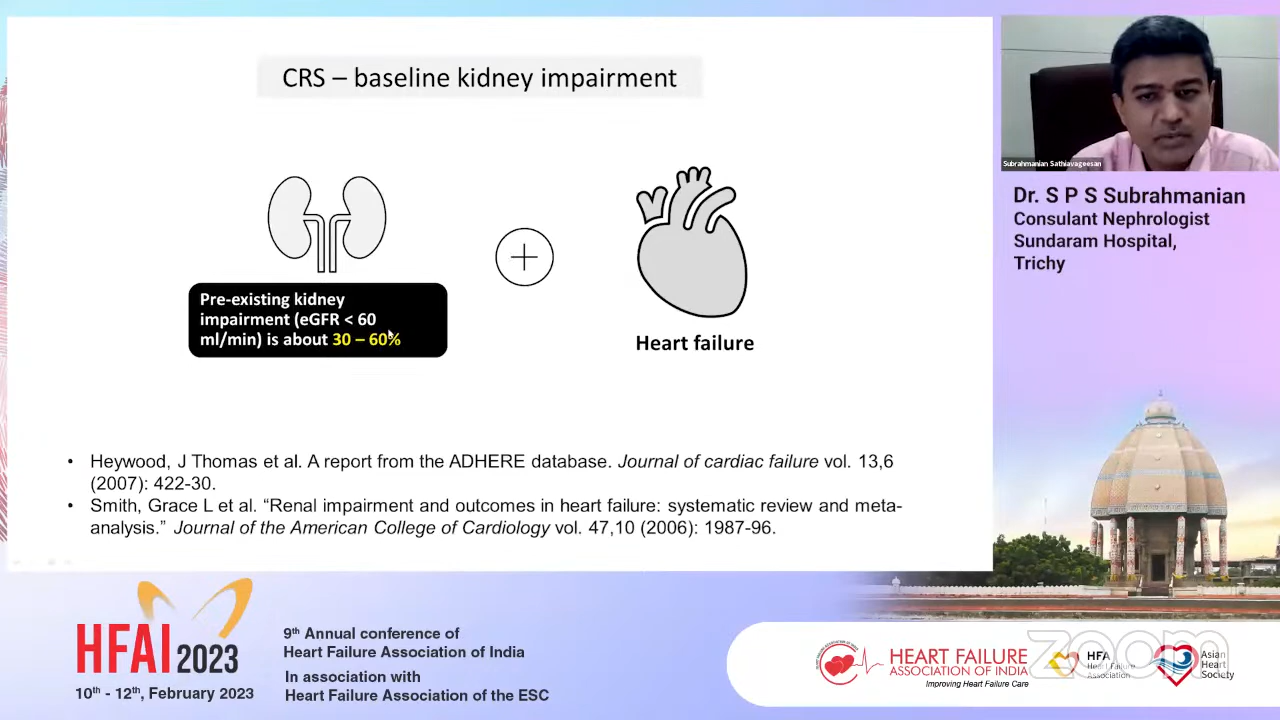 CRS – baseline kidney impairment
Pre-existing kidney
impairment (eGFR < 60
ml/min) is about 30 – 60%
Heart failure
• Heywood, J Thomas et al. A report from the ADHERE database. Journal of cardiac failure vol. 13,6
(2007): 422-30.
• Smith, Grace L et al. “Renal impairment and outcomes in heart failure: systematic review and meta-
analysis.” Journal of the American College of Cardiology vol. 47,10 (2006): 1987-96.
Subrahmanian Sathiavageesan
Dr. S P S Subrahmanian
Consulant Nephrologist
Sundaram Hospital,
Trichy
HFAI 2023
10th - 12th, February 2023
9th Annual conference of
Heart Failure Association of India
In association with
Heart Failure Association of the ESC
HEART FAILURE
ASSOCIATION OF INDIA
Improving Heart Failure Care
HFA
Heart Failure
Association
Asian
Heart
Society
zoom